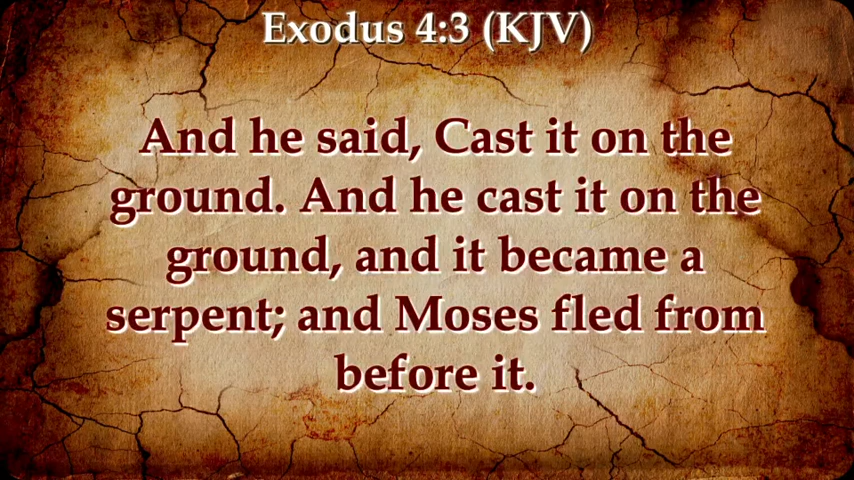 Exodus 4:3 (KJV)
And he said, Cast it on the
ground. And he cast it on the
ground, and it became a
serpent; and Moses fled from
before it.